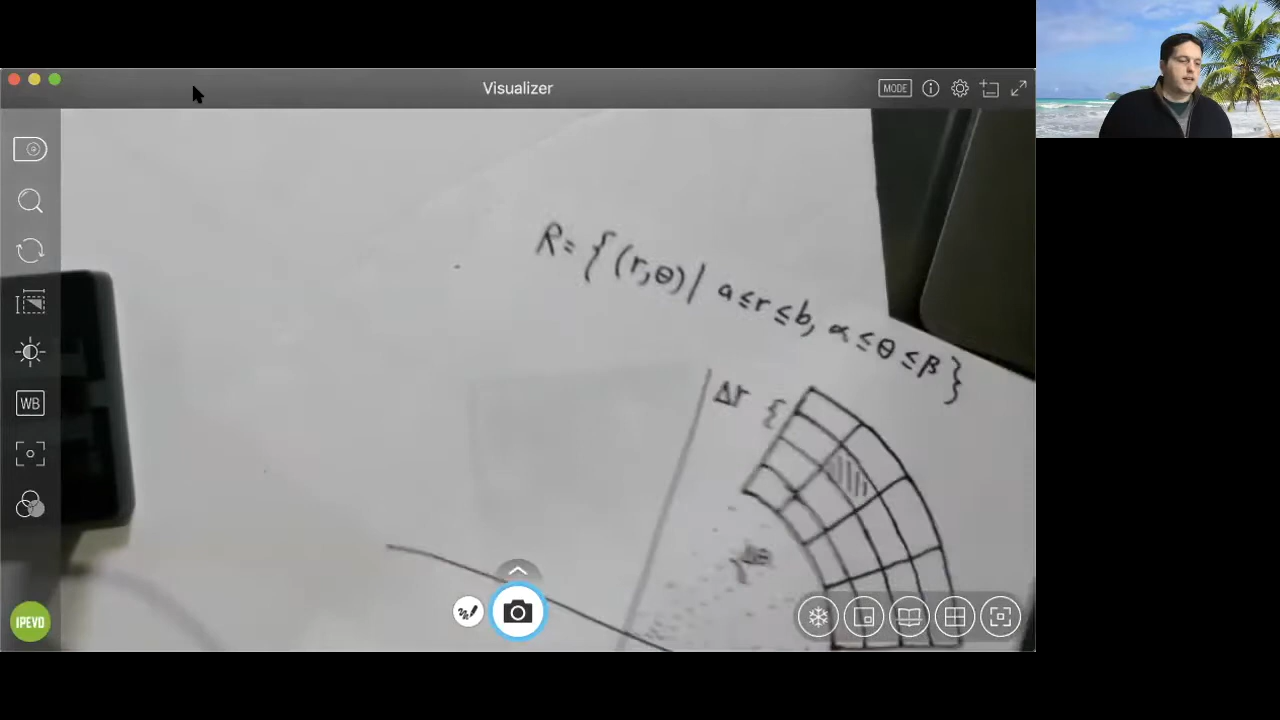 Visualizer
MODE
WB
R = { (r,θ) | a ≤ r ≤ b, α ≤ θ ≤ β }
Δr {
IPEVO